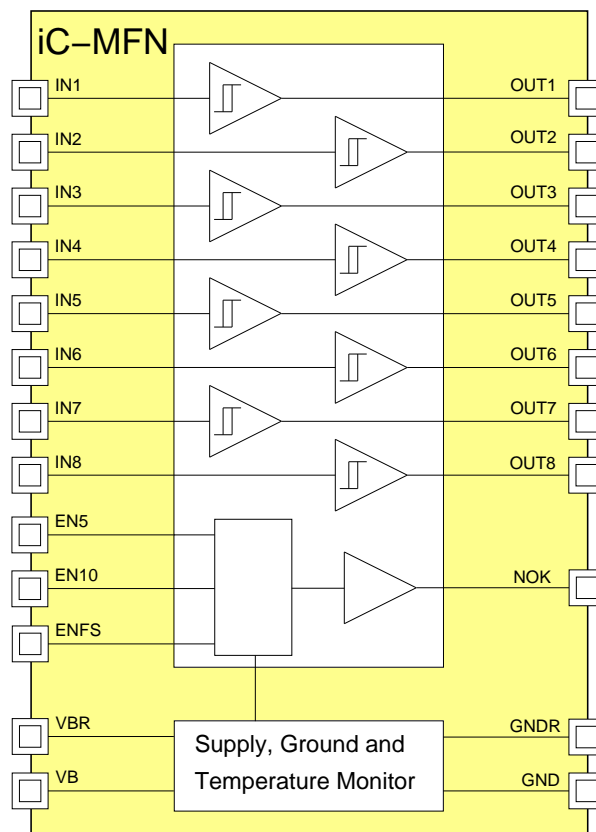 iC−MFN
IN1
OUT1
IN2
OUT2
IN3
OUT3
IN4
OUT4
IN5
OUT5
IN6
OUT6
IN7
OUT7
IN8
OUT8
EN5
EN10
NOK
ENFS
VBR
GNDR
Supply, Ground and
Temperature Monitor
VB
GND